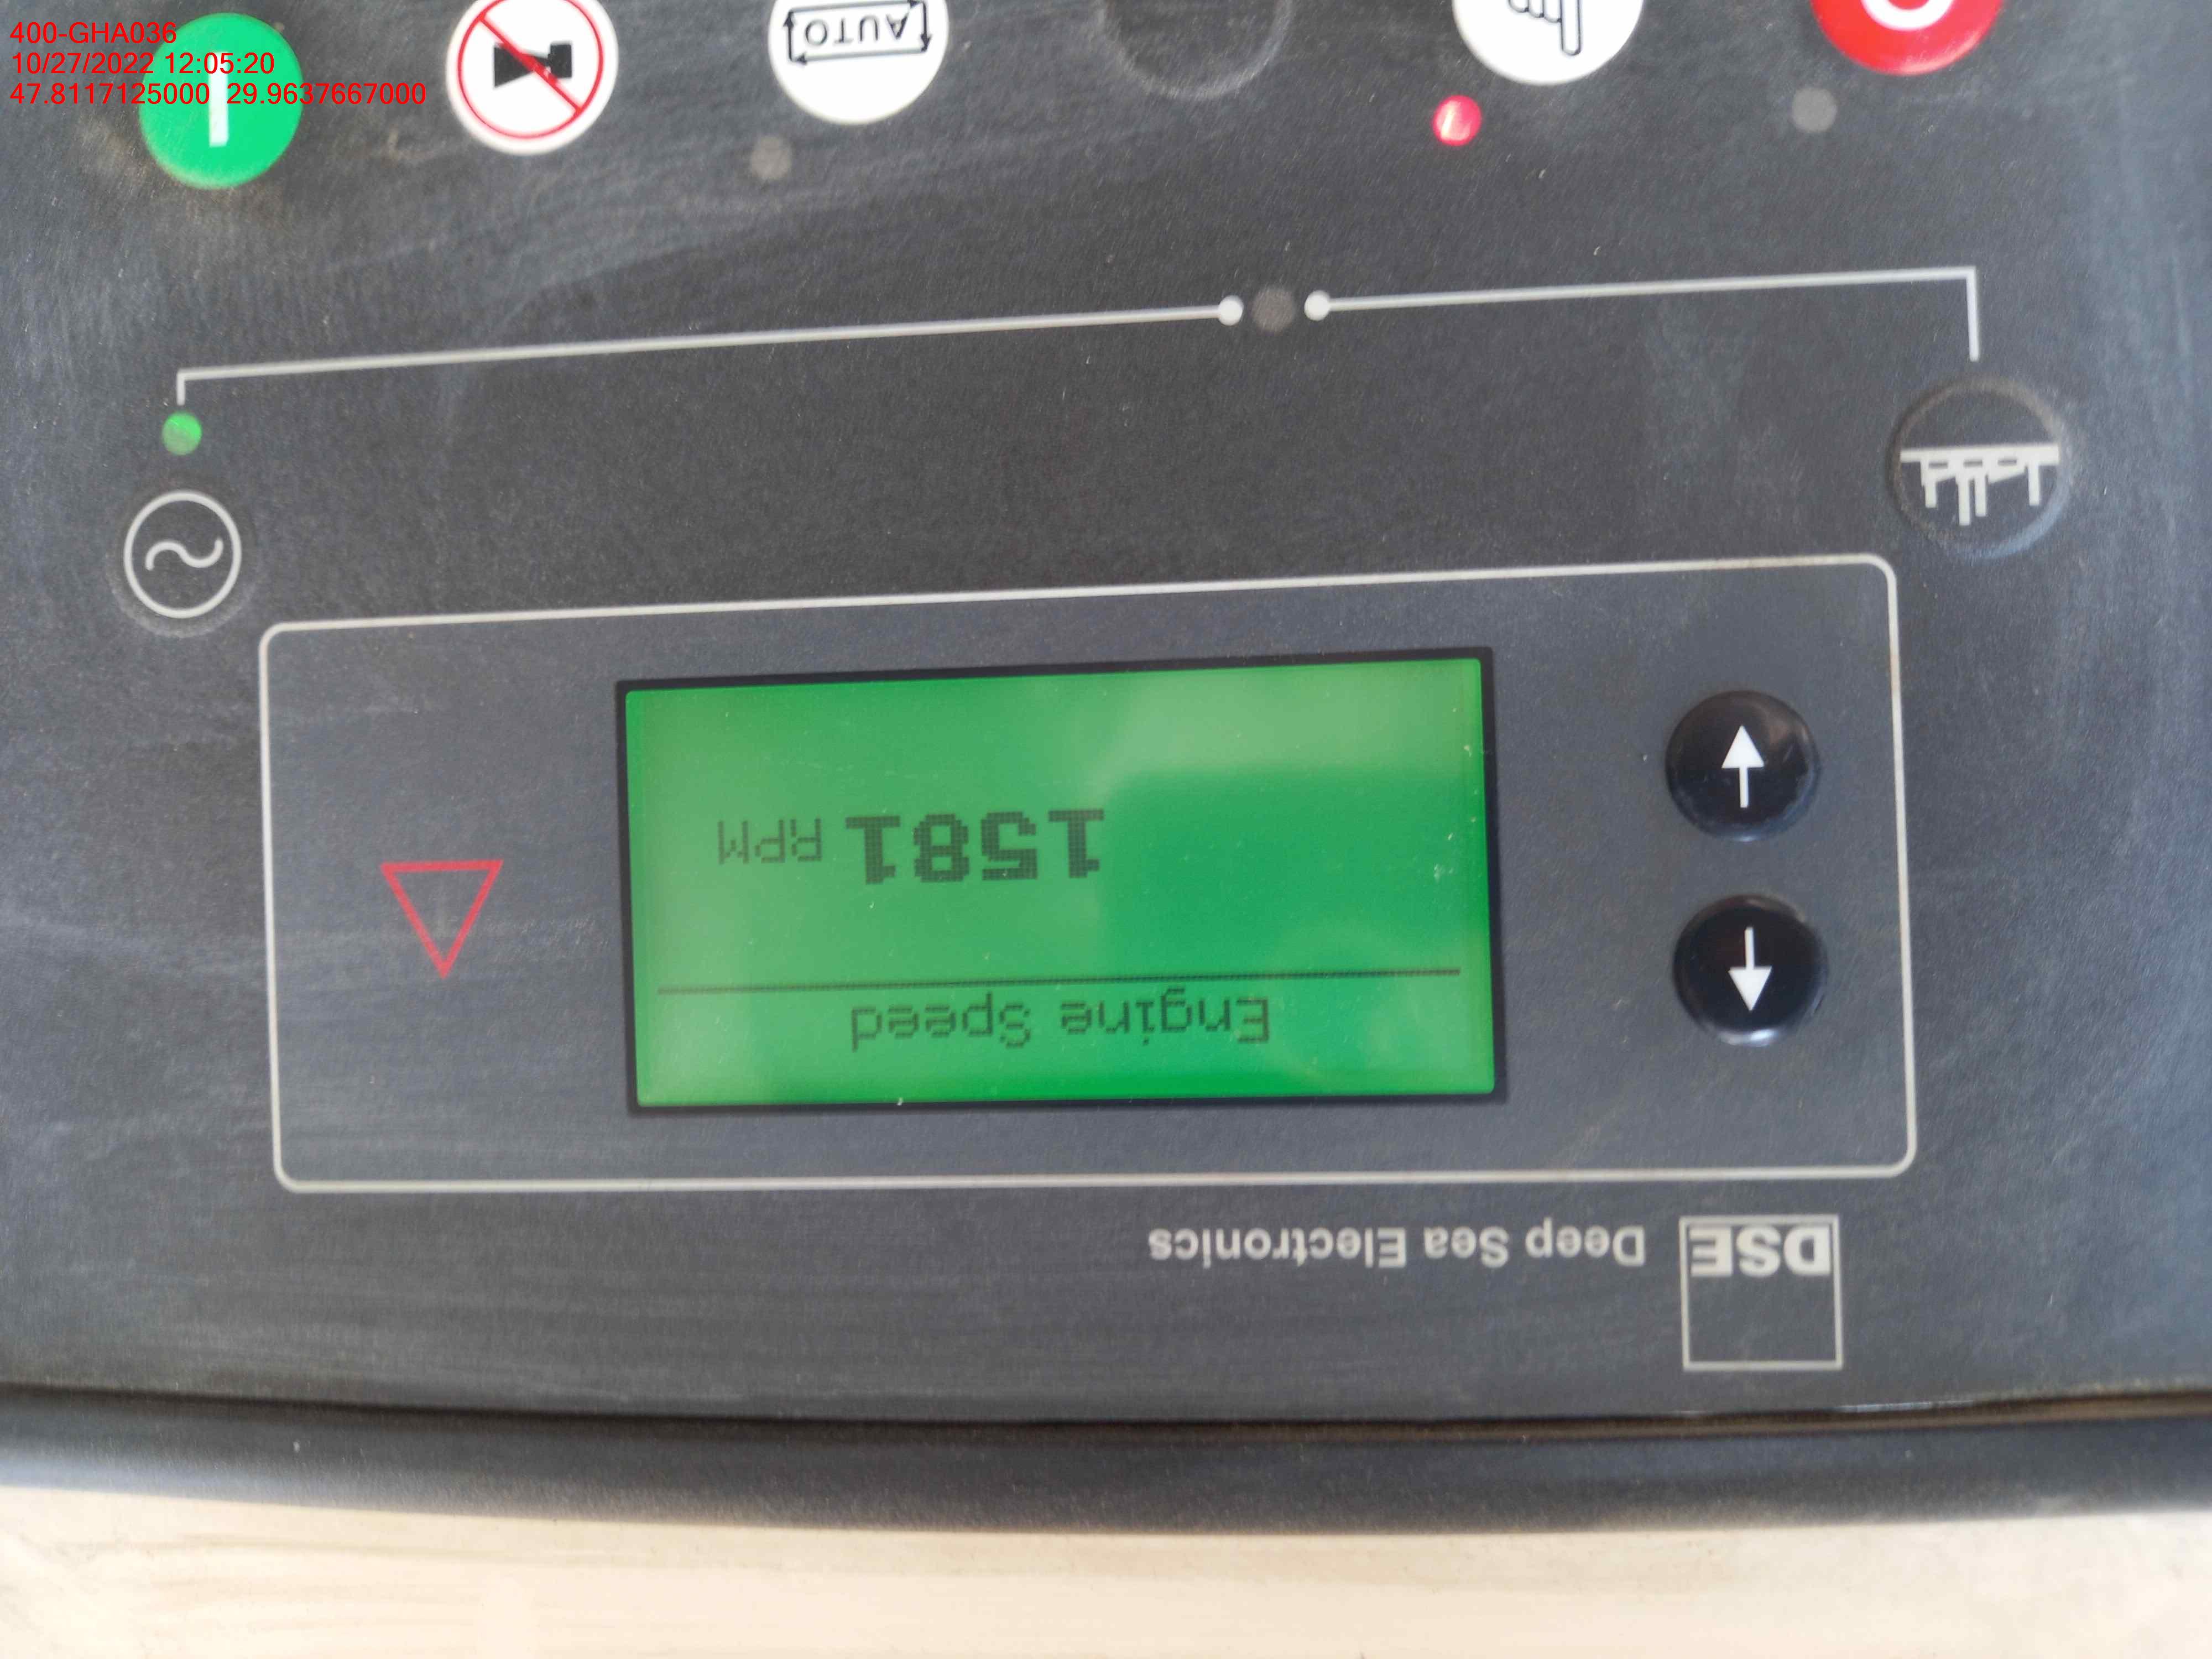 400-GHA036
10/27/2022 12:05:20
47.8117125000 29.9637667000
DSE Deep Sea Electronics
Engine Speed
1581 RPM
AUTO